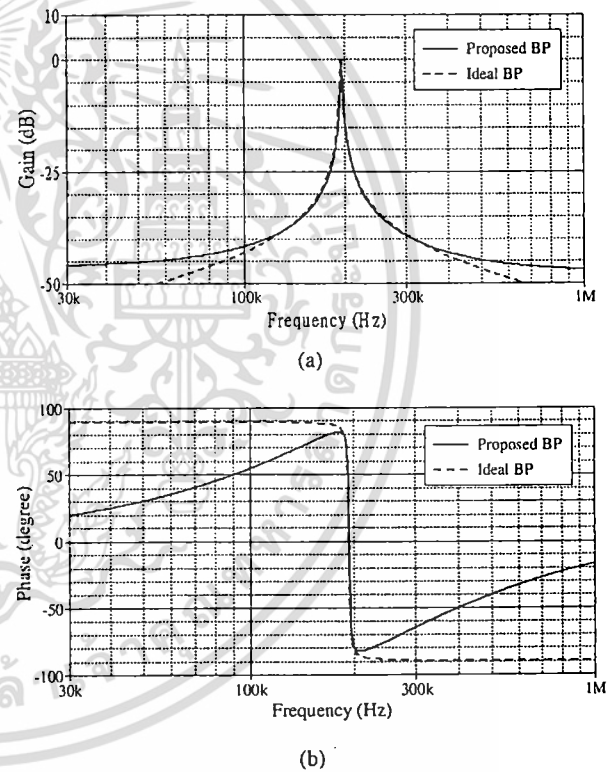 10
Proposed BP
Ideal BP
0
Gain (dB)
-25
-50
30k
100k
300k
1M
Frequency (Hz)
(a)
100
Proposed BP
Ideal BP
50
0
Phase (degree)
-50
-100
30k
100k
300k
1M
Frequency (Hz)
(b)